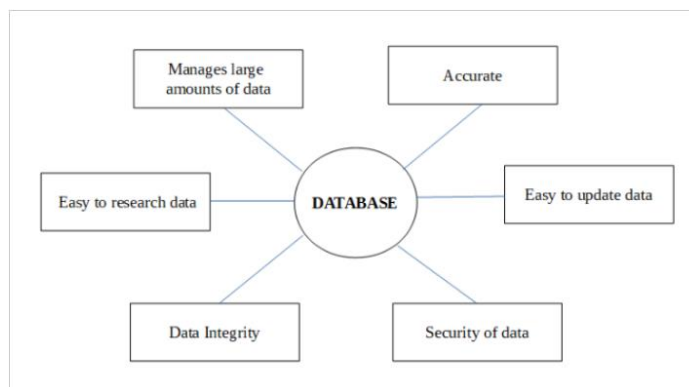 Manages large
amounts of data
Accurate
Easy to research data
DATABASE
Easy to update data
Data Integrity
Security of data